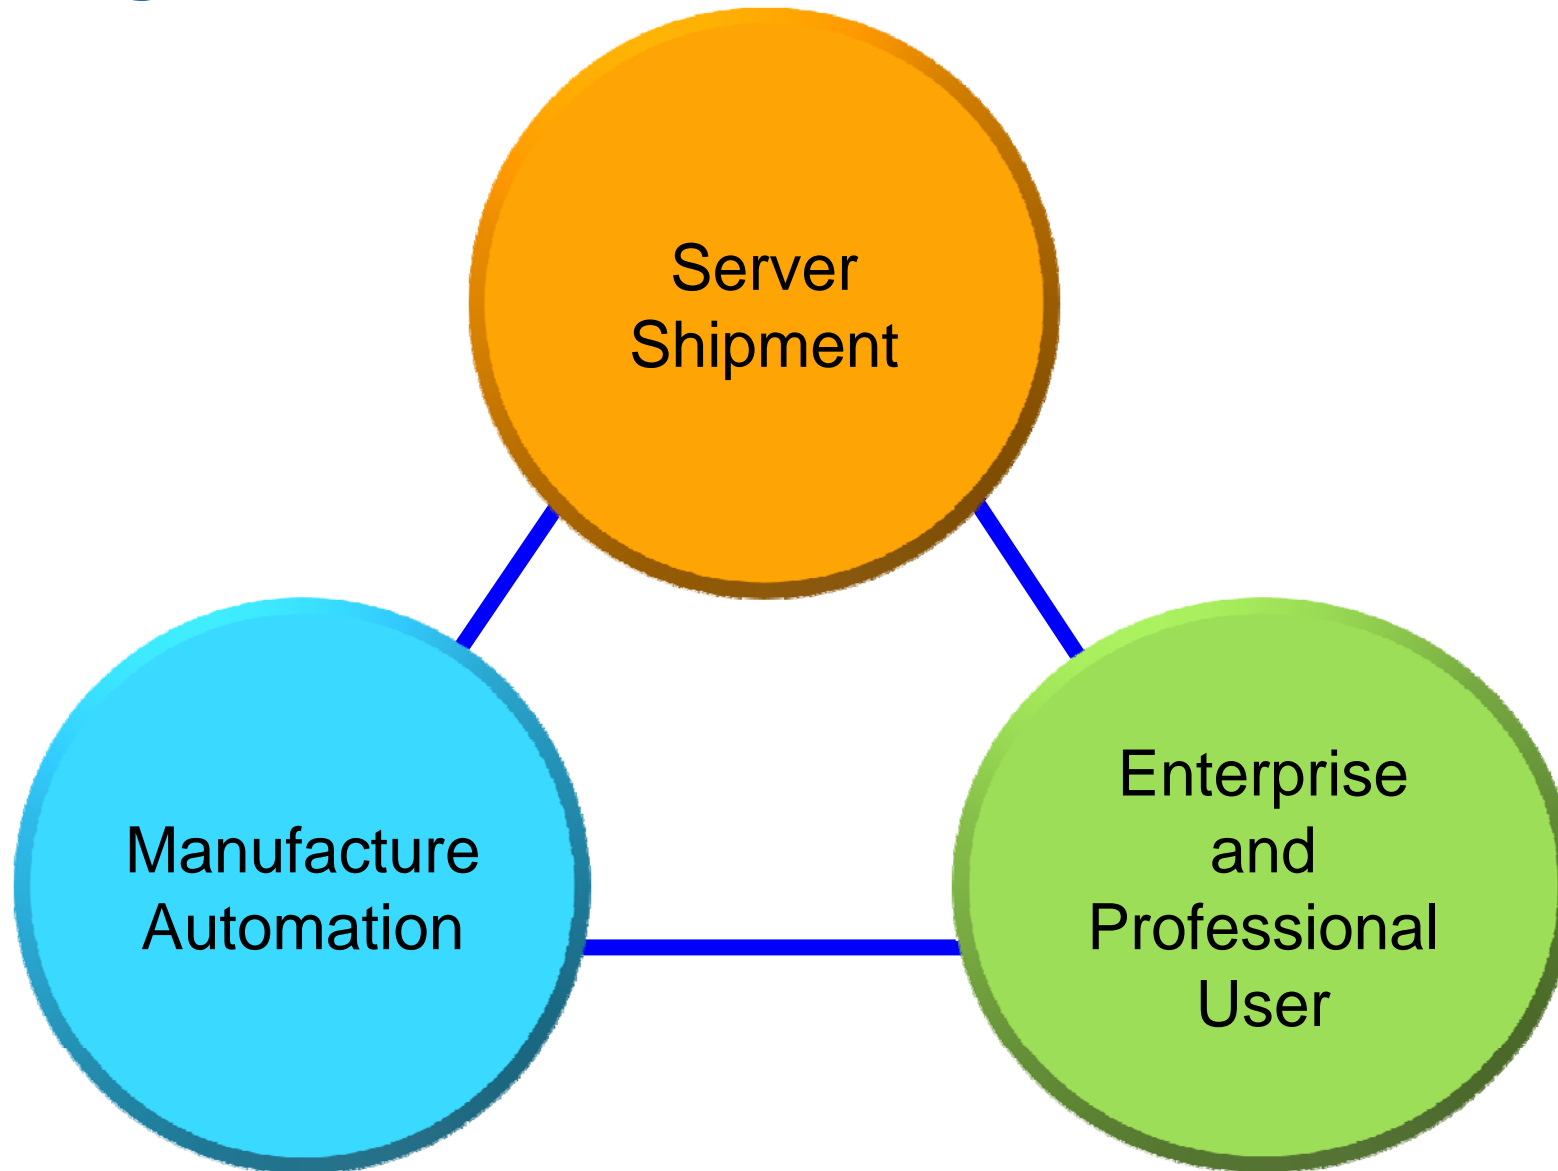 Server
Shipment
Manufacture
Automation
Enterprise
and
Professional
User